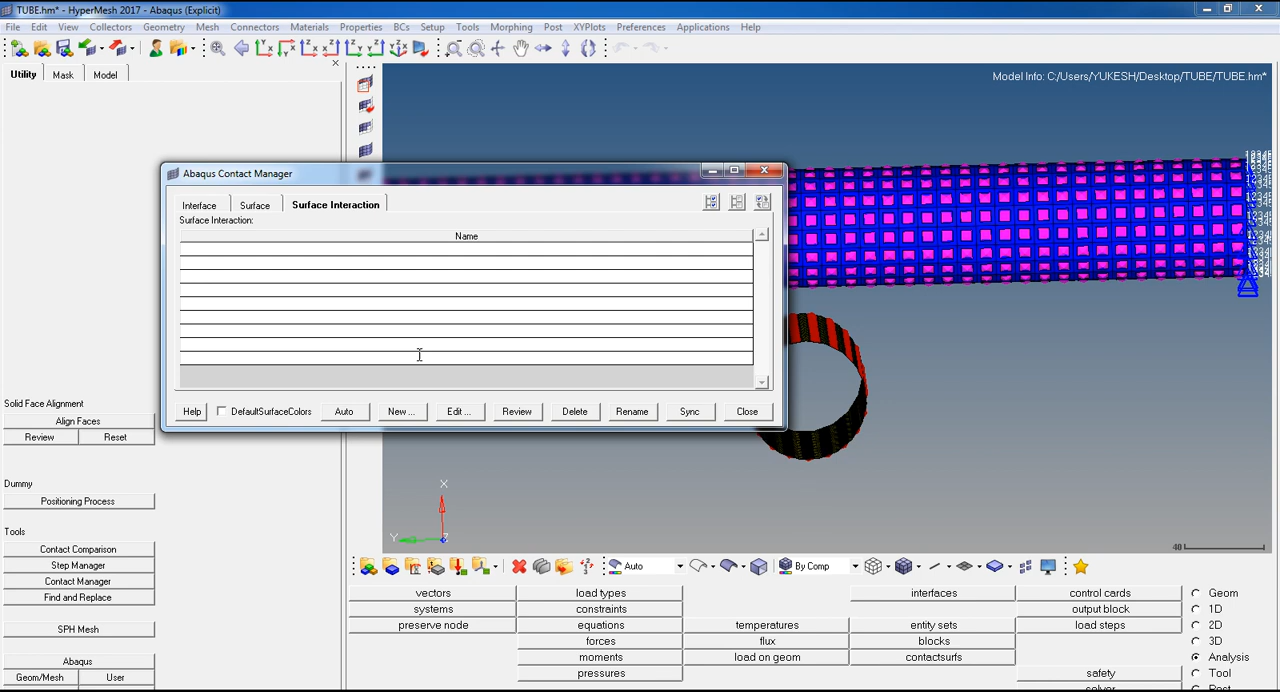 TUBE.hm* - HyperMesh 2017 - Abaqus (Explicit)
File Edit View Collectors Geometry Mesh Connectors Materials Properties BCs Setup Tools Morphing Post XYPlots Preferences Applications Help
Utility Mask Model
Model Info: C:/Users/YUKESH/Desktop/TUBE/TUBE.hm*
Abaqus Contact Manager
Interface Surface Surface Interaction
Surface Interaction:
Name
Help DefaultSurfaceColors Auto New ... Edit ... Review Delete Rename Sync Close
Solid Face Alignment
Align Faces
Review Reset
Dummy
Positioning Process
Tools
Contact Comparison
Step Manager
Contact Manager
Find and Replace
SPH Mesh
Abaqus
Geom/Mesh User
X
Y
Z
40
Auto By Comp
vectors load types interfaces control cards Geom
systems constraints output block 1D
preserve node equations temperatures entity sets load steps 2D
forces flux blocks 3D
moments load on geom contactsurfs Analysis
pressures safety Tool
solver Post